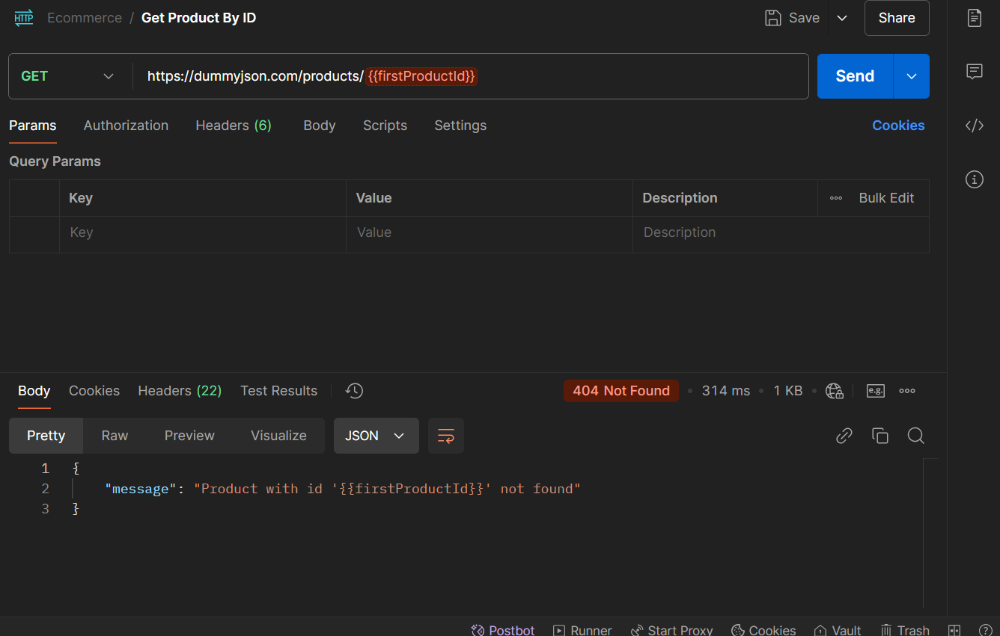 HTTP Ecommerce / Get Product By ID Save Share
GET https://dummyjson.com/products/{{firstProductId}} Send
Params Authorization Headers (6) Body Scripts Settings Cookies
Query Params
Key Value Description Bulk Edit
Key Value Description
Body Cookies Headers (22) Test Results 404 Not Found • 314 ms • 1 KB • e.g.
Pretty Raw Preview Visualize JSON
1 {
2 "message": "Product with id '{{firstProductId}}' not found"
3 }
Postbot Runner Start Proxy Cookies Vault Trash